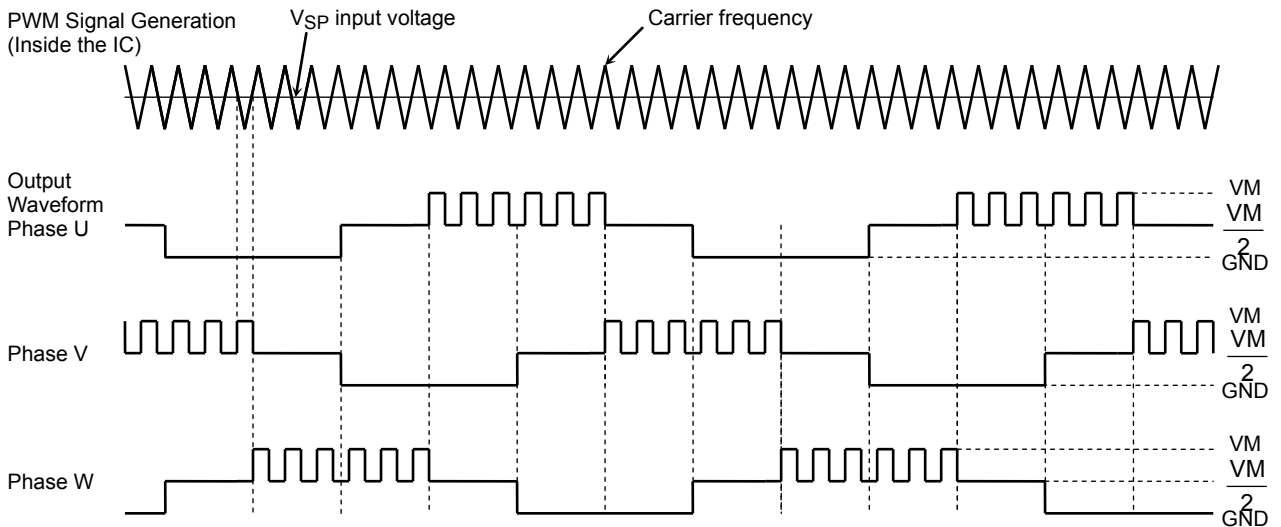 PWM Signal Generation
(Inside the IC)
VSP input voltage
Carrier frequency
Output
Waveform
Phase U
VM
VM
2
GND
Phase V
VM
VM
2
GND
Phase W
VM
VM
2
GND